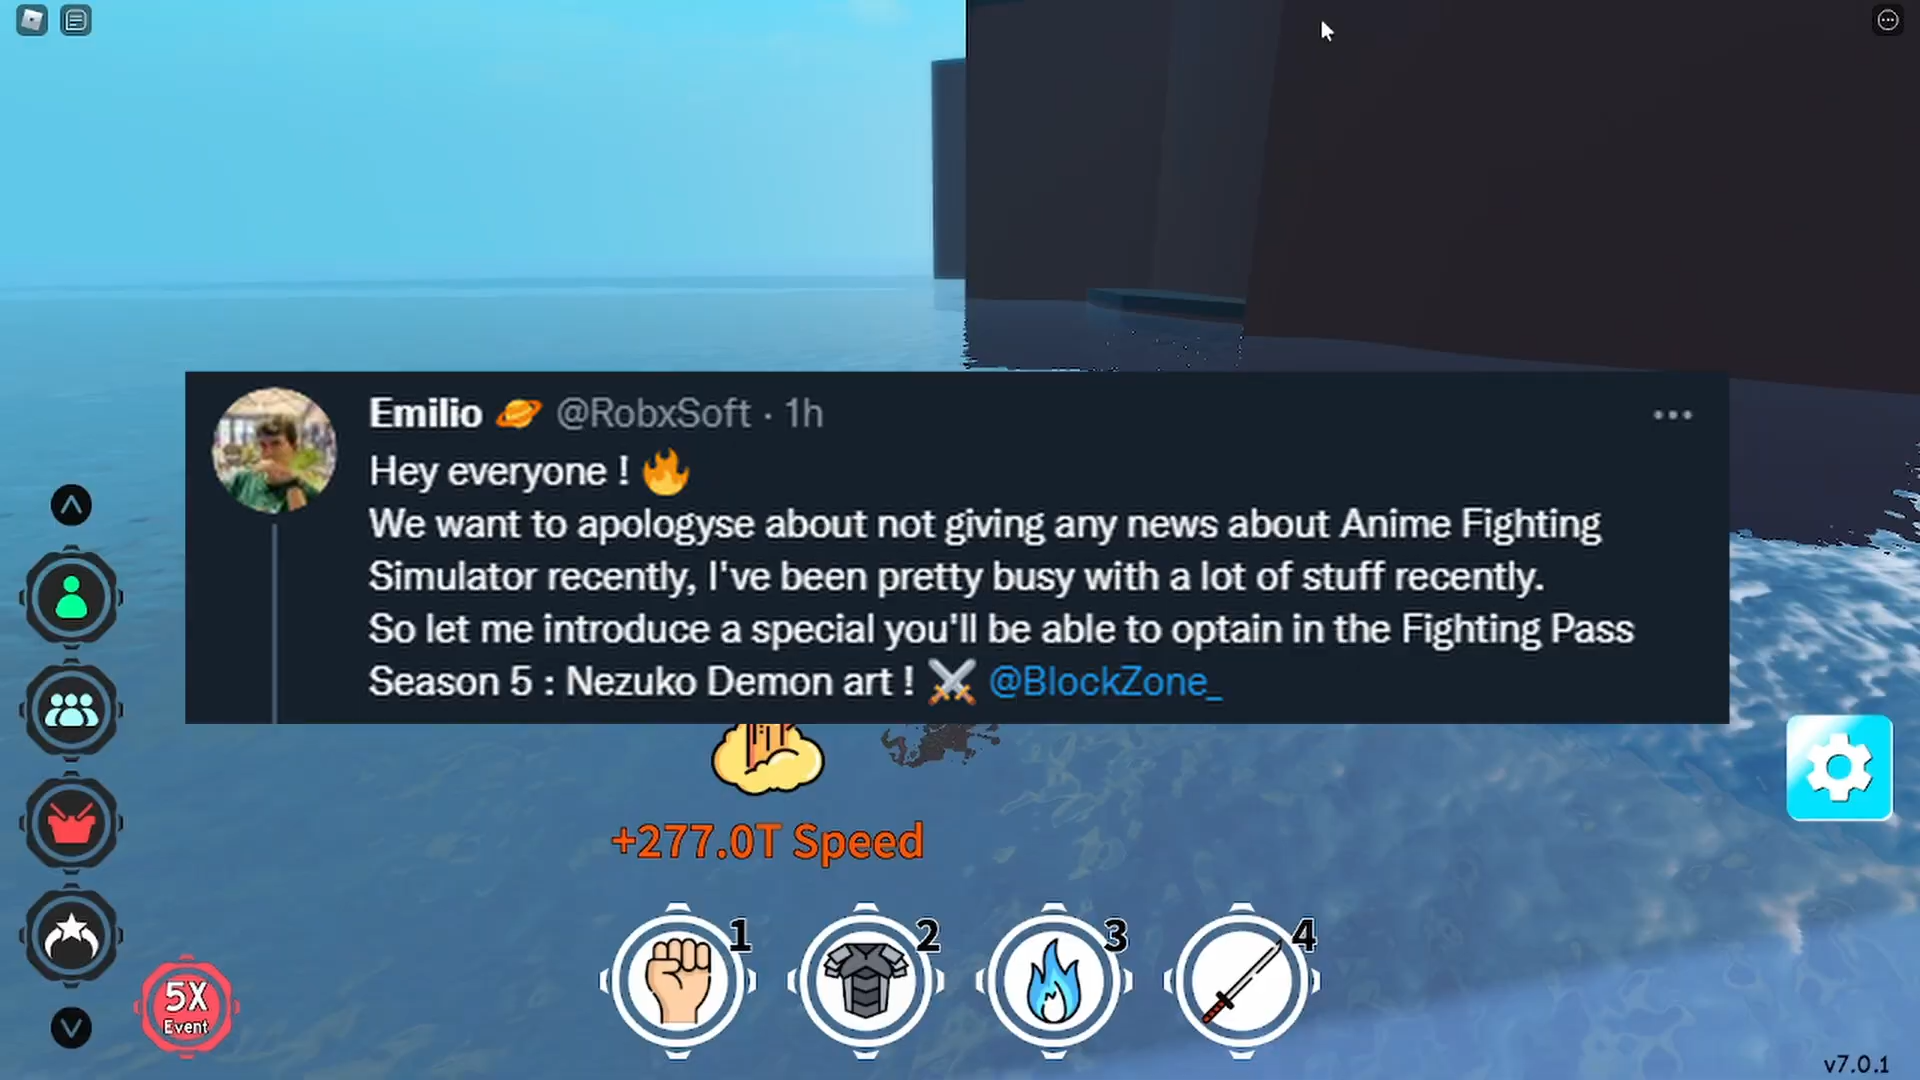 Emilio 🪐 @RobxSoft · 1h
Hey everyone ! 🔥
We want to apologyse about not giving any news about Anime Fighting
Simulator recently, I've been pretty busy with a lot of stuff recently.
So let me introduce a special you'll be able to optain in the Fighting Pass
Season 5 : Nezuko Demon art ! ⚔️ @BlockZone_
+277.0T Speed
1
2
3
4
5X
Event
v7.0.1